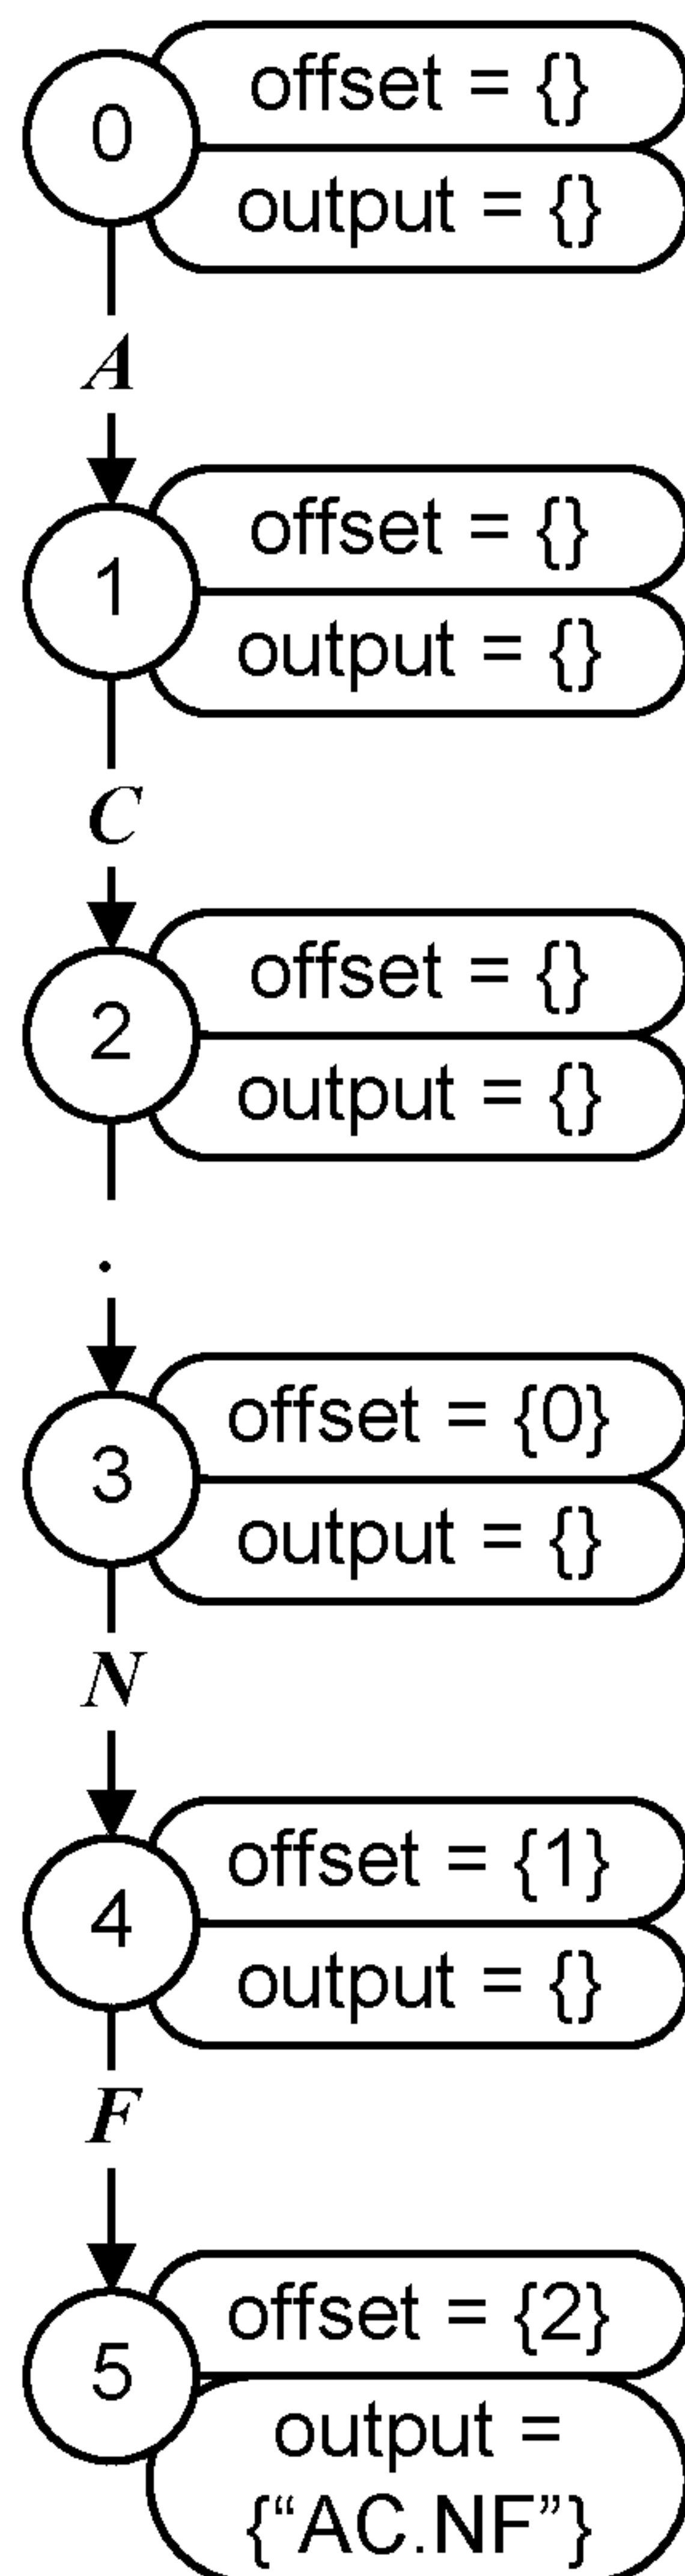 0
offset = {}
output = {}
A
1
offset = {}
output = {}
C
2
offset = {}
output = {}
.
3
offset = {0}
output = {}
N
4
offset = {1}
output = {}
F
5
offset = {2}
output =
{“AC.NF”}